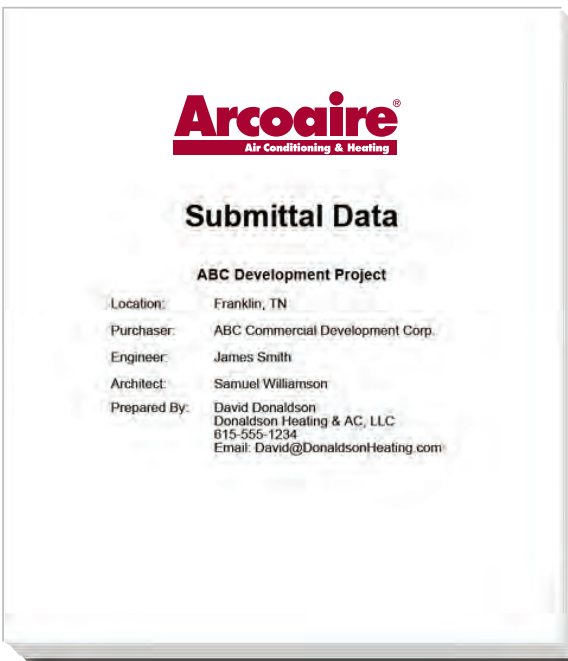 Arcoaire®
Air Conditioning & Heating
Submittal Data
ABC Development Project
Location: Franklin, TN
Purchaser: ABC Commercial Development Corp.
Engineer: James Smith
Architect: Samuel Williamson
Prepared By: David Donaldson
Donaldson Heating & AC, LLC
615-555-1234
Email: David@DonaldsonHeating.com